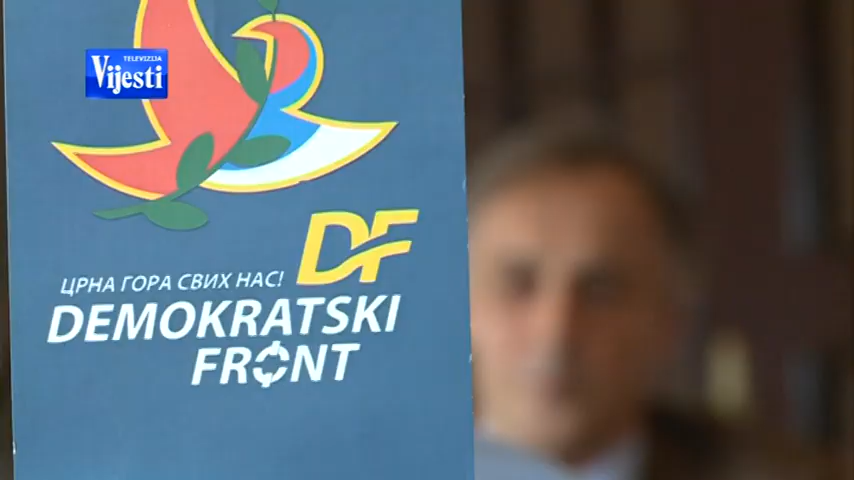 TELEVIZIJA
Vijesti
DF
ЦРНА ГОРА СВИХ НАС!
DEMOKRATSKI
FRONT